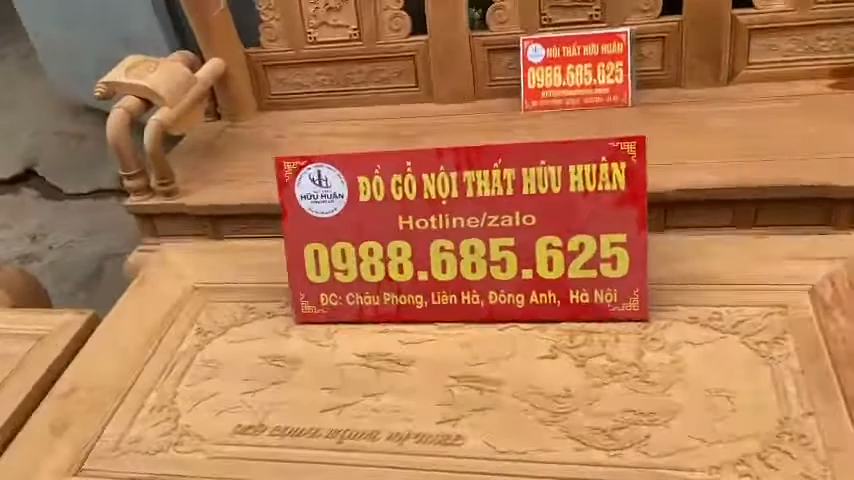 NỘI THẤT HỮU HUÂN
0988.685.625
ĐỒ GỖ NỘI THẤT HỮU HUÂN
HỮU HUÂN
Hotline/zalo
0988.685.625
ĐC: Châu Phong, Liên Hà, Đông Anh, Hà Nội